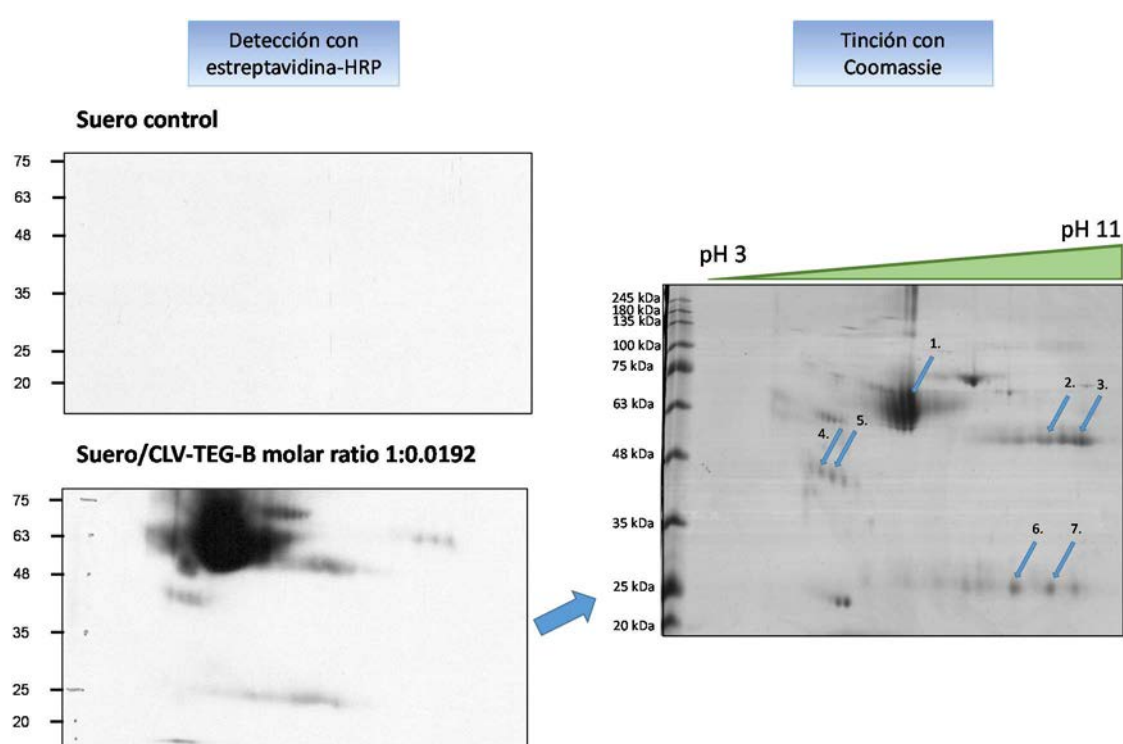 Detección con
estreptavidina-HRP
Tinción con
Coomassie
Suero control
75
63
48
35
25
20
Suero/CLV-TEG-B molar ratio 1:0.0192
75
63
48
35
25
20
pH 3
pH 11
245 kDa
180 kDa
135 kDa
100 kDa
75 kDa
63 kDa
48 kDa
35 kDa
25 kDa
20 kDa
1.
2.
3.
4.
5.
6.
7.